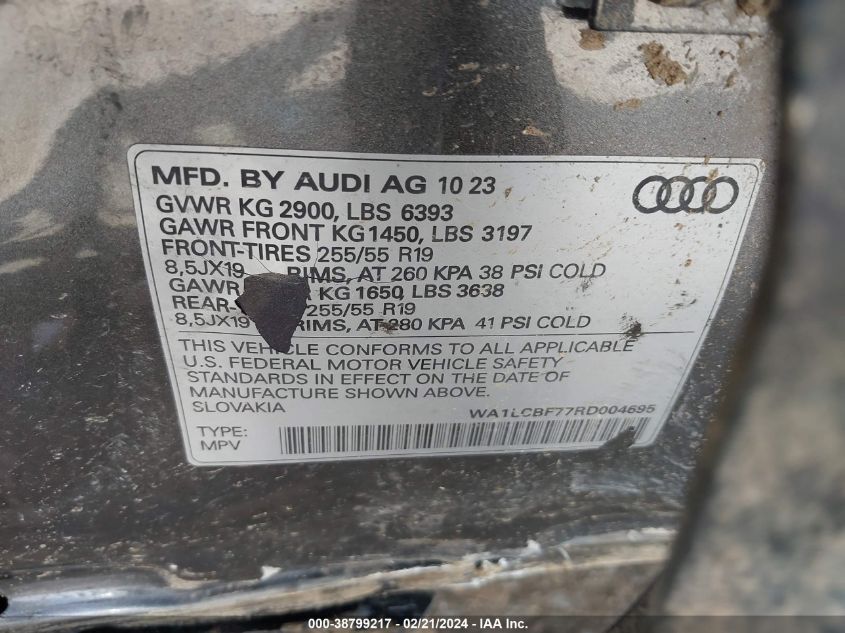 MFD. BY AUDI AG 10 23
GVWR KG 2900, LBS 6393
GAWR FRONT KG1450, LBS 3197
FRONT-TIRES 255/55 R19
8,5JX19 RIMS, AT 260 KPA 38 PSI COLD
GAWR KG 1650, LBS 3638
REAR- 255/55 R19
8,5JX19 RIMS, AT 280 KPA 41 PSI COLD
THIS VEHICLE CONFORMS TO ALL APPLICABLE
U.S. FEDERAL MOTOR VEHICLE SAFETY
STANDARDS IN EFFECT ON THE DATE OF
MANUFACTURE SHOWN ABOVE.
SLOVAKIA WA1LCBF77RD004695
TYPE:
MPV
000-38799217 - 02/21/2024 - IAA Inc.